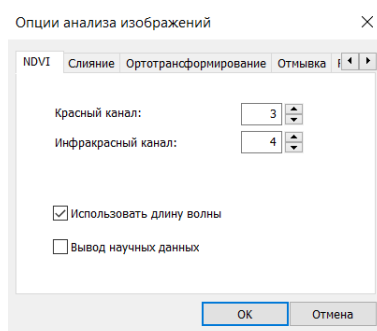 Опции анализа изображений
NDVI Слияние Ортотрансформирование Отмывка
Красный канал: 3
Инфракрасный канал: 4
Использовать длину волны
Вывод научных данных
ОК Отмена